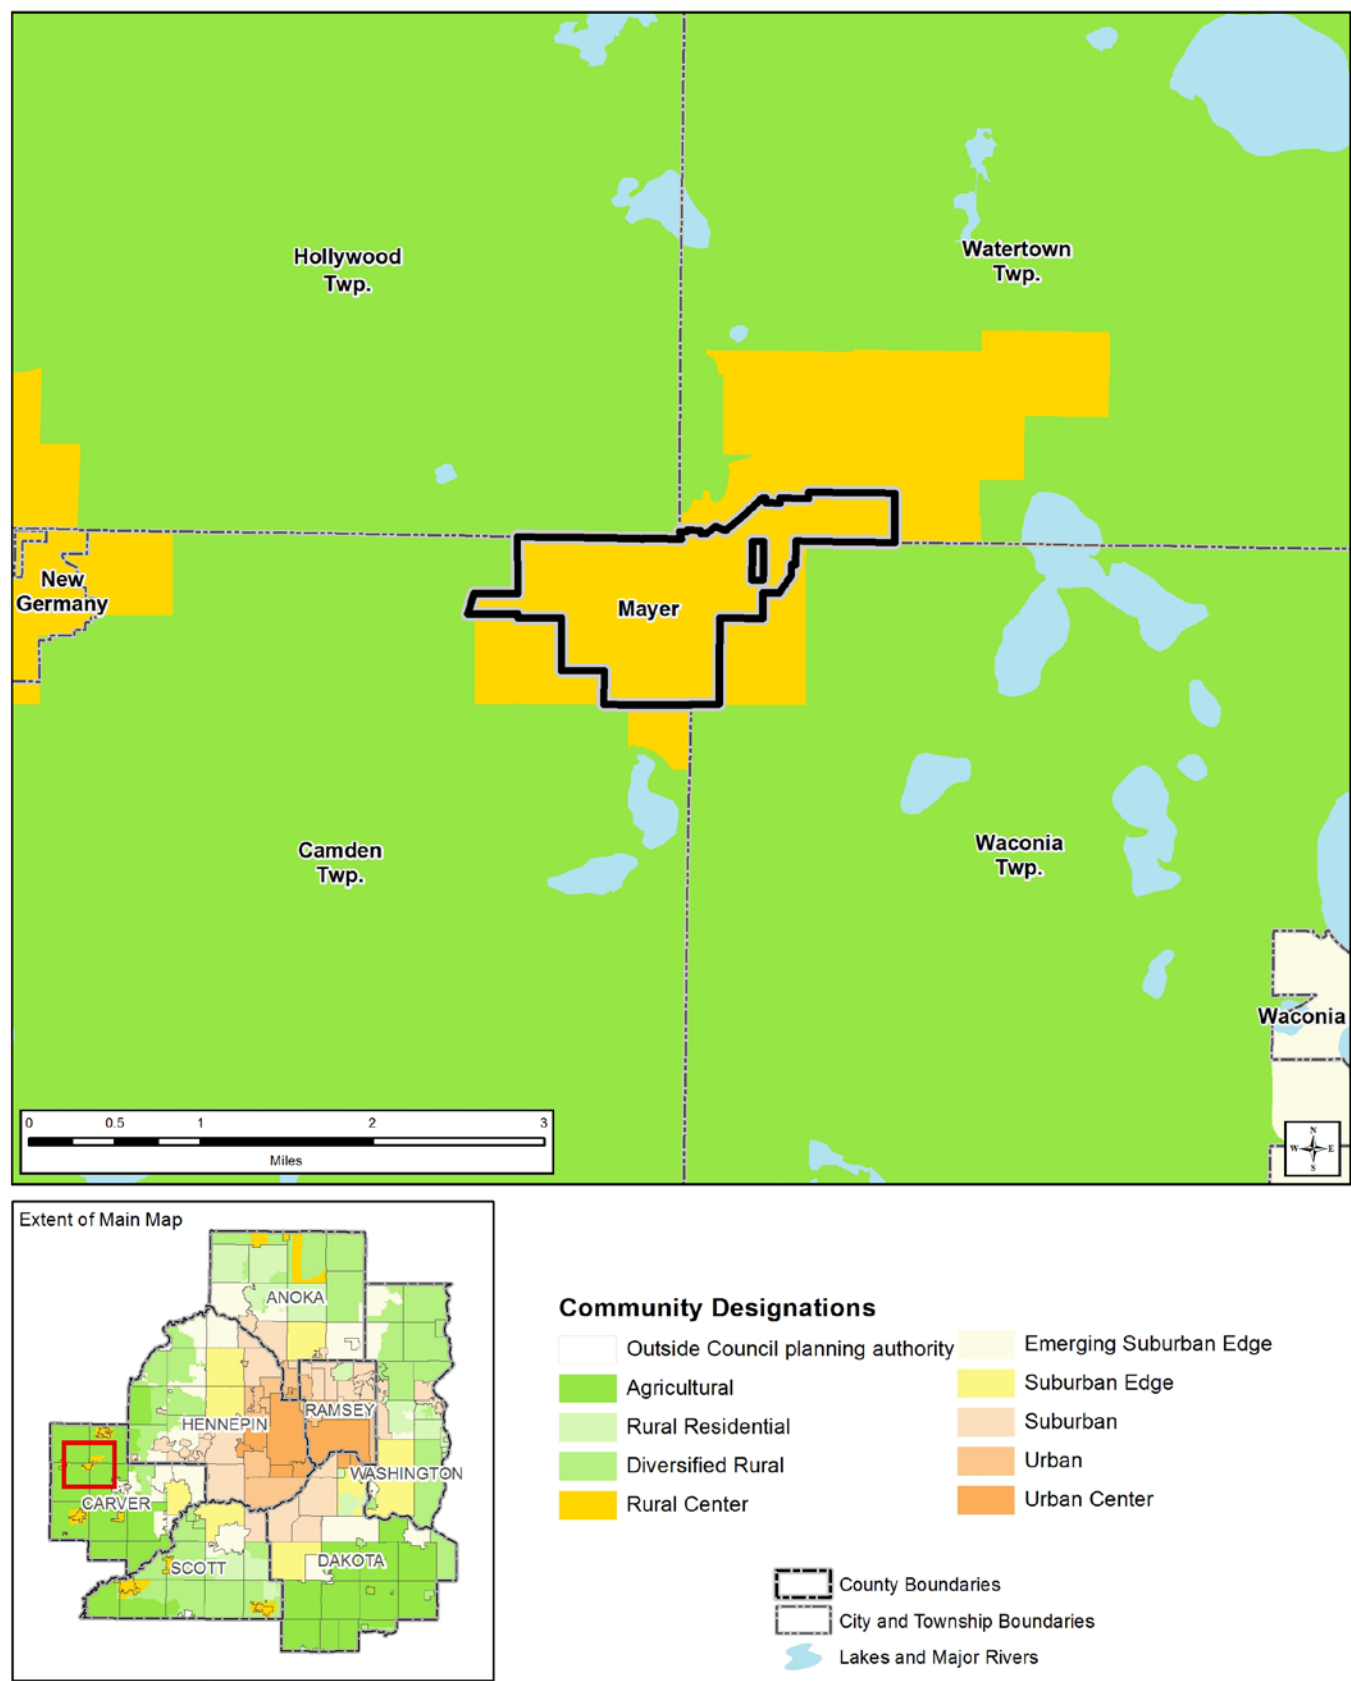 Hollywood
Twp.
Watertown
Twp.
New
Germany
Mayer
Camden
Twp.
Waconia
Twp.
Waconia
0 0.5 1 2 3
Miles
N
W E
S
Extent of Main Map
ANOKA
HENNEPIN
RAMSEY
WASHINGTON
CARVER
SCOTT
DAKOTA
Community Designations
Outside Council planning authority
Agricultural
Rural Residential
Diversified Rural
Rural Center
Emerging Suburban Edge
Suburban Edge
Suburban
Urban
Urban Center
County Boundaries
City and Township Boundaries
Lakes and Major Rivers